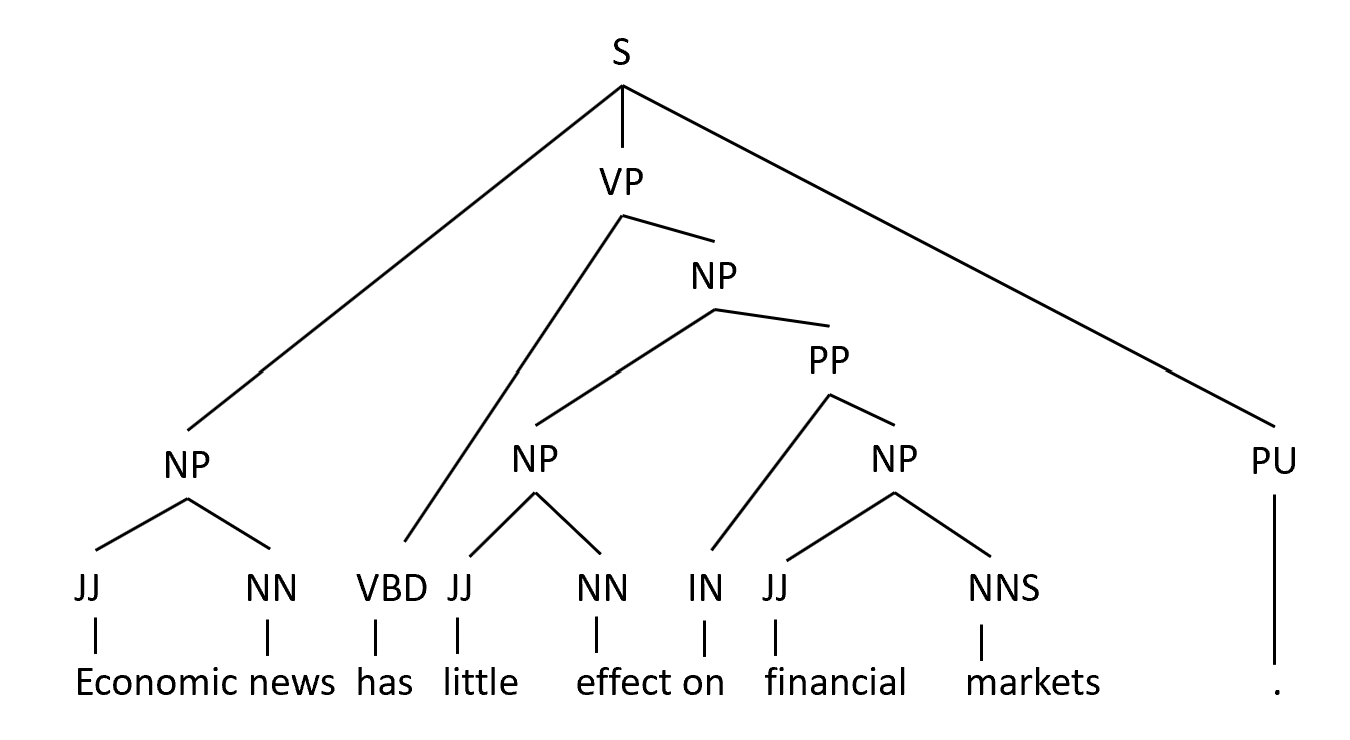 S
VP
NP
PP
NP NP NP PU
JJ NN VBD JJ NN IN JJ NNS
Economic news has little effect on financial markets .